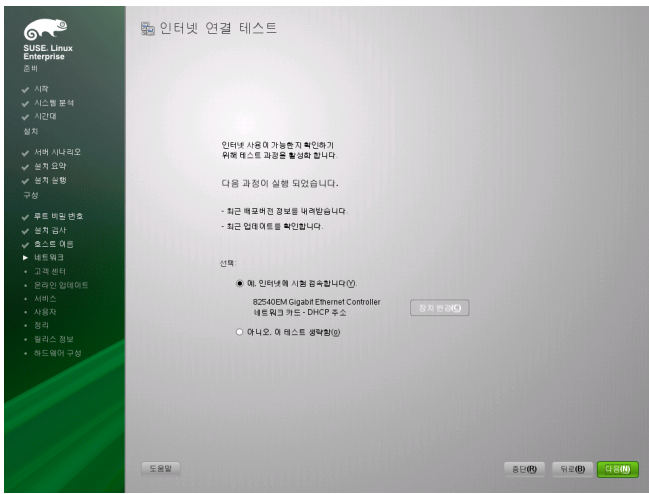 SUSE. Linux
Enterprise
준비
시작
시스템 분석
시간대
설치
서버 시나리오
설치 요약
설치 실행
구성
루트 비밀 번호
설치 검사
호스트 이름
네트워크
고객 센터
온라인 업데이트
서비스
사용자
정리
릴리스 정보
하드웨어 구성
인터넷 연결 테스트
인터넷 사용이 가능한지 확인하기
위해 테스트 과정을 활성화 합니다.
다음 과정이 실행 되었습니다.
- 최근 배포버전 정보를 내려받습니다.
- 최근 업데이트를 확인합니다.
선택:
예, 인터넷에 시험 접속합니다(Y).
82540EM Gigabit Ethernet Controller
네트워크 카드 - DHCP 주소
장치 변경(C)
아니오, 이 테스트 생략함(o)
도움말
중단(R)
뒤로(B)
다음(N)